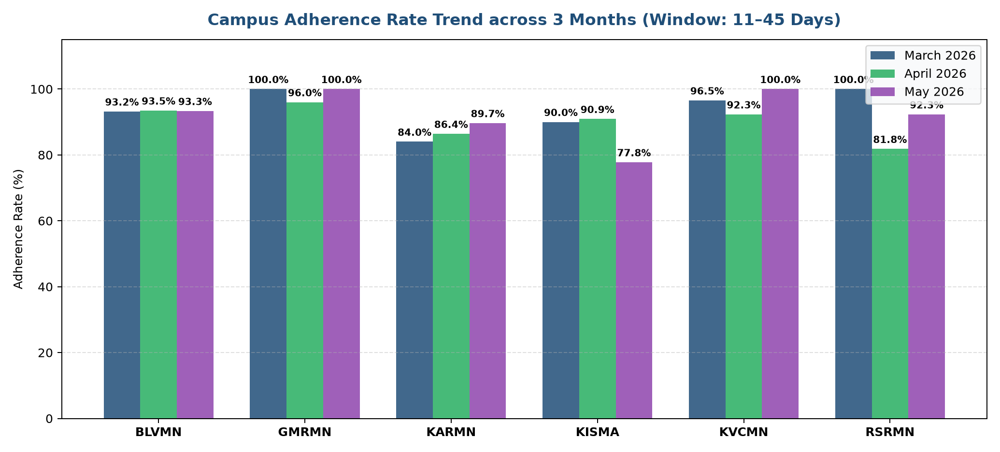 Campus Adherence Rate Trend across 3 Months (Window: 11–45 Days)
March 2026
April 2026
May 2026
Adherence Rate (%)
100
80
60
40
20
0
93.2% 93.5% 93.3%
100.0% 96.0% 100.0%
84.0% 86.4% 89.7%
90.0% 90.9% 77.8%
96.5% 92.3% 100.0%
100.0% 81.8% 92.3%
BLVMN GMRMN KARMN KISMA KVCMN RSRMN